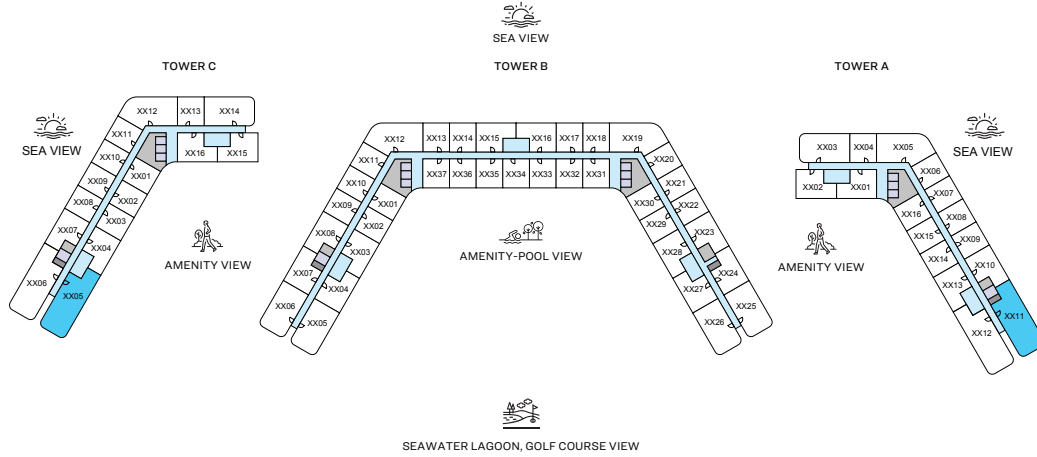 SEA VIEW
TOWER C
TOWER B
TOWER A
SEA VIEW
XX12
XX13
XX14
XX11
XX10
XX09
XX08
XX07
XX06
XX01
XX02
XX03
XX04
XX05
XX16
XX15
AMENITY VIEW
XX12
XX13
XX14
XX15
XX16
XX17
XX18
XX19
XX11
XX10
XX09
XX08
XX07
XX06
XX01
XX02
XX03
XX04
XX05
XX37
XX36
XX35
XX34
XX33
XX32
XX31
XX20
XX21
XX22
XX23
XX24
XX25
XX30
XX29
XX28
XX27
XX26
AMENITY-POOL VIEW
XX03
XX04
XX05
XX02
XX01
XX06
XX07
XX08
XX09
XX10
XX11
XX16
XX15
XX14
XX13
XX12
SEA VIEW
AMENITY VIEW
SEAWATER LAGOON, GOLF COURSE VIEW